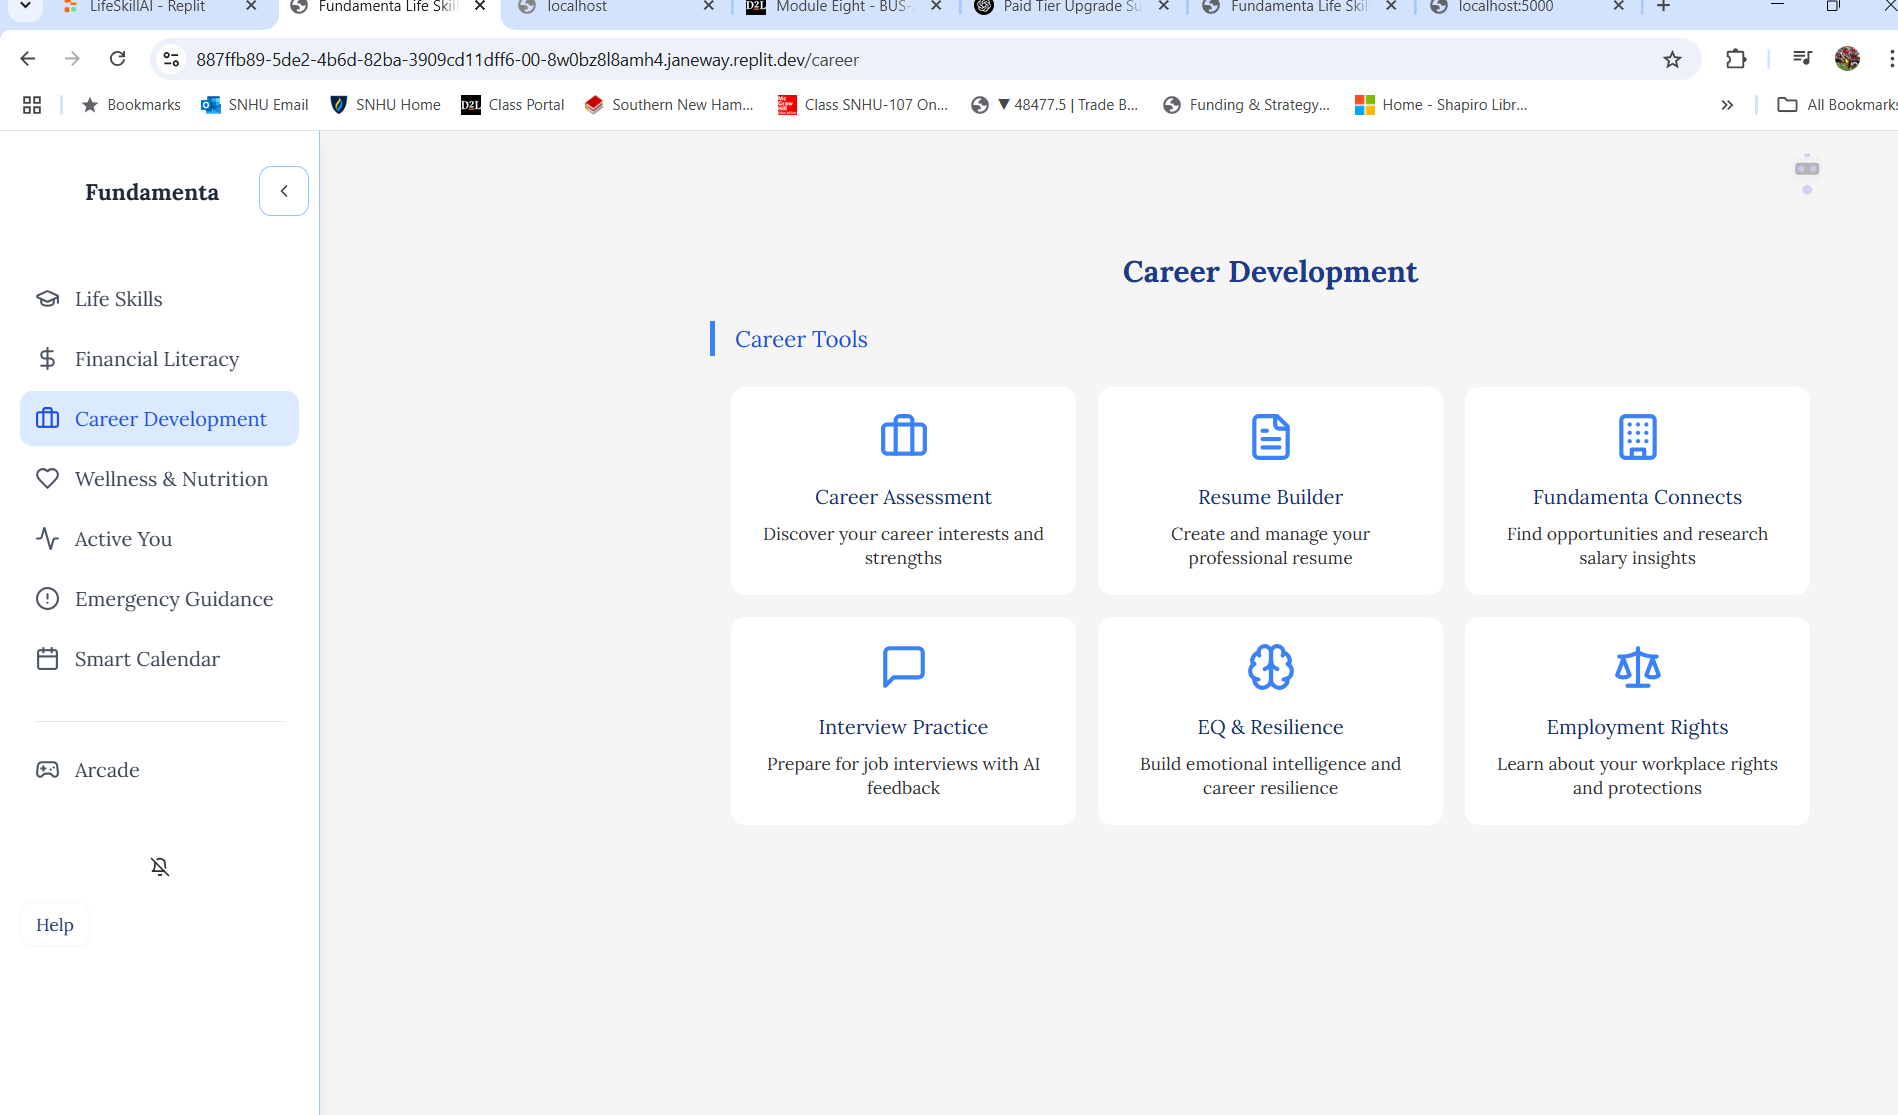 LifeSkillAI - Replit
Fundamenta Life Skil
localhost
Module Eight - BUS-
Paid Tier Upgrade Su
Fundamenta Life Skil
localhost:5000
887ffb89-5de2-4b6d-82ba-3909cd11dff6-00-8w0bz8l8amh4.janeway.replit.dev/career
Bookmarks
SNHU Email
SNHU Home
D2L Class Portal
Southern New Ham...
Class SNHU-107 On...
▼ 48477.5 | Trade B...
Funding & Strategy...
Home - Shapiro Libr...
All Bookmarks
Fundamenta
Life Skills
Financial Literacy
Career Development
Wellness & Nutrition
Active You
Emergency Guidance
Smart Calendar
Arcade
Help
Career Development
Career Tools
Career Assessment
Discover your career interests and
strengths
Resume Builder
Create and manage your
professional resume
Fundamenta Connects
Find opportunities and research
salary insights
Interview Practice
Prepare for job interviews with AI
feedback
EQ & Resilience
Build emotional intelligence and
career resilience
Employment Rights
Learn about your workplace rights
and protections